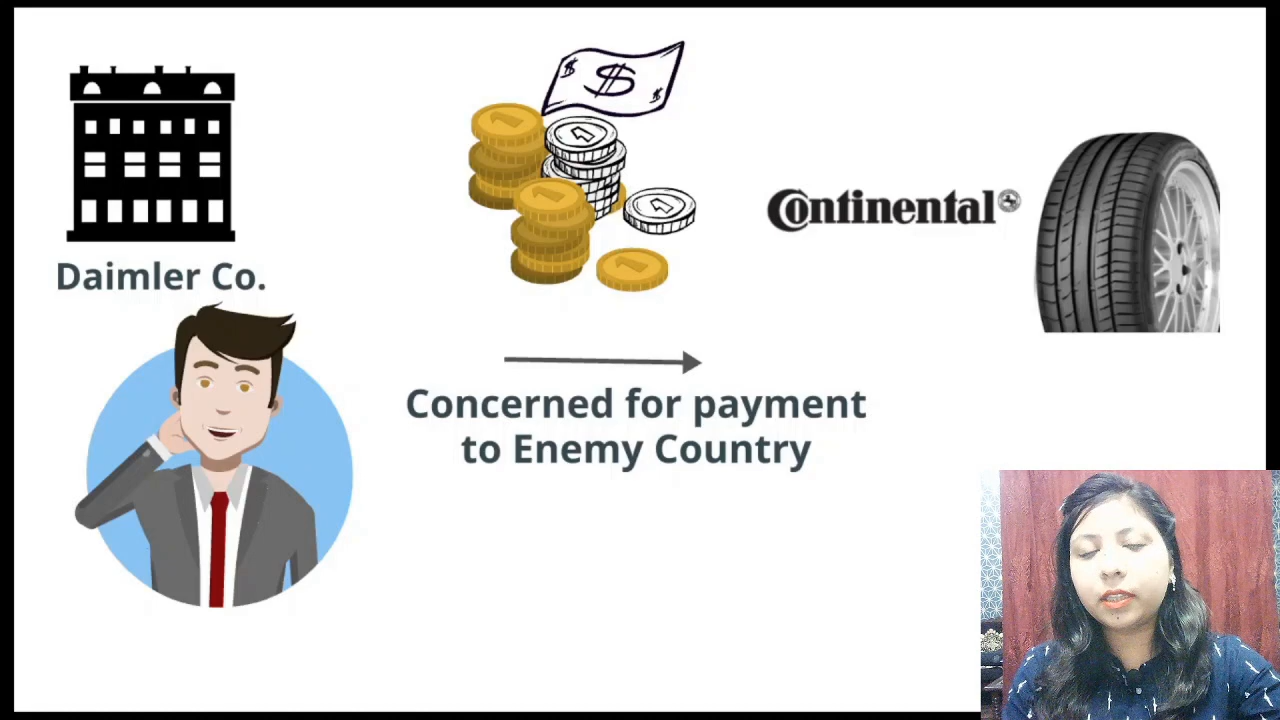 Daimler Co.
Continental
Concerned for payment
to Enemy Country